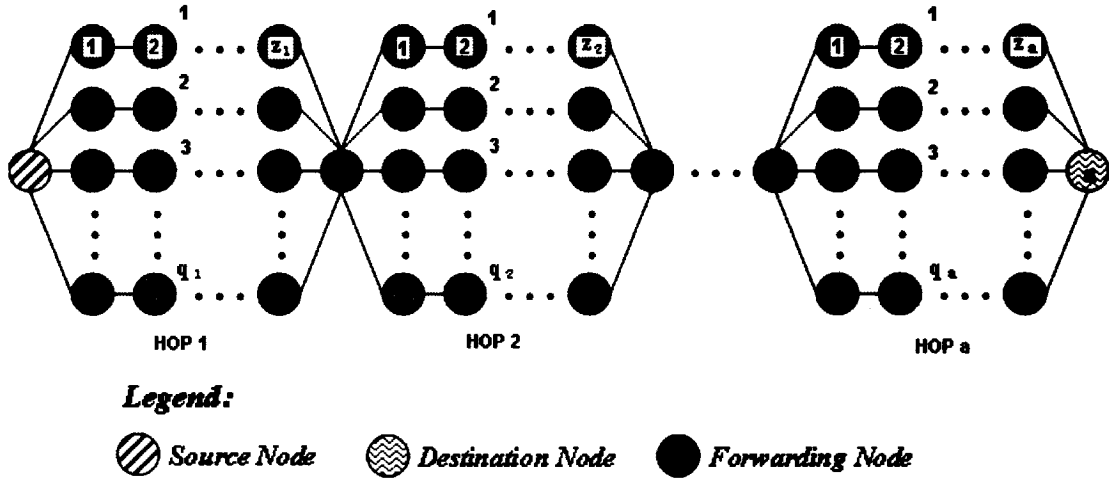 1 1 1
1 2 z₁ 1 2 z₂ 1 2 zₐ
2 2 2
3 3 3
q₁ q₂ qₐ
HOP 1 HOP 2 HOP a
Legend:
Source Node Destination Node Forwarding Node